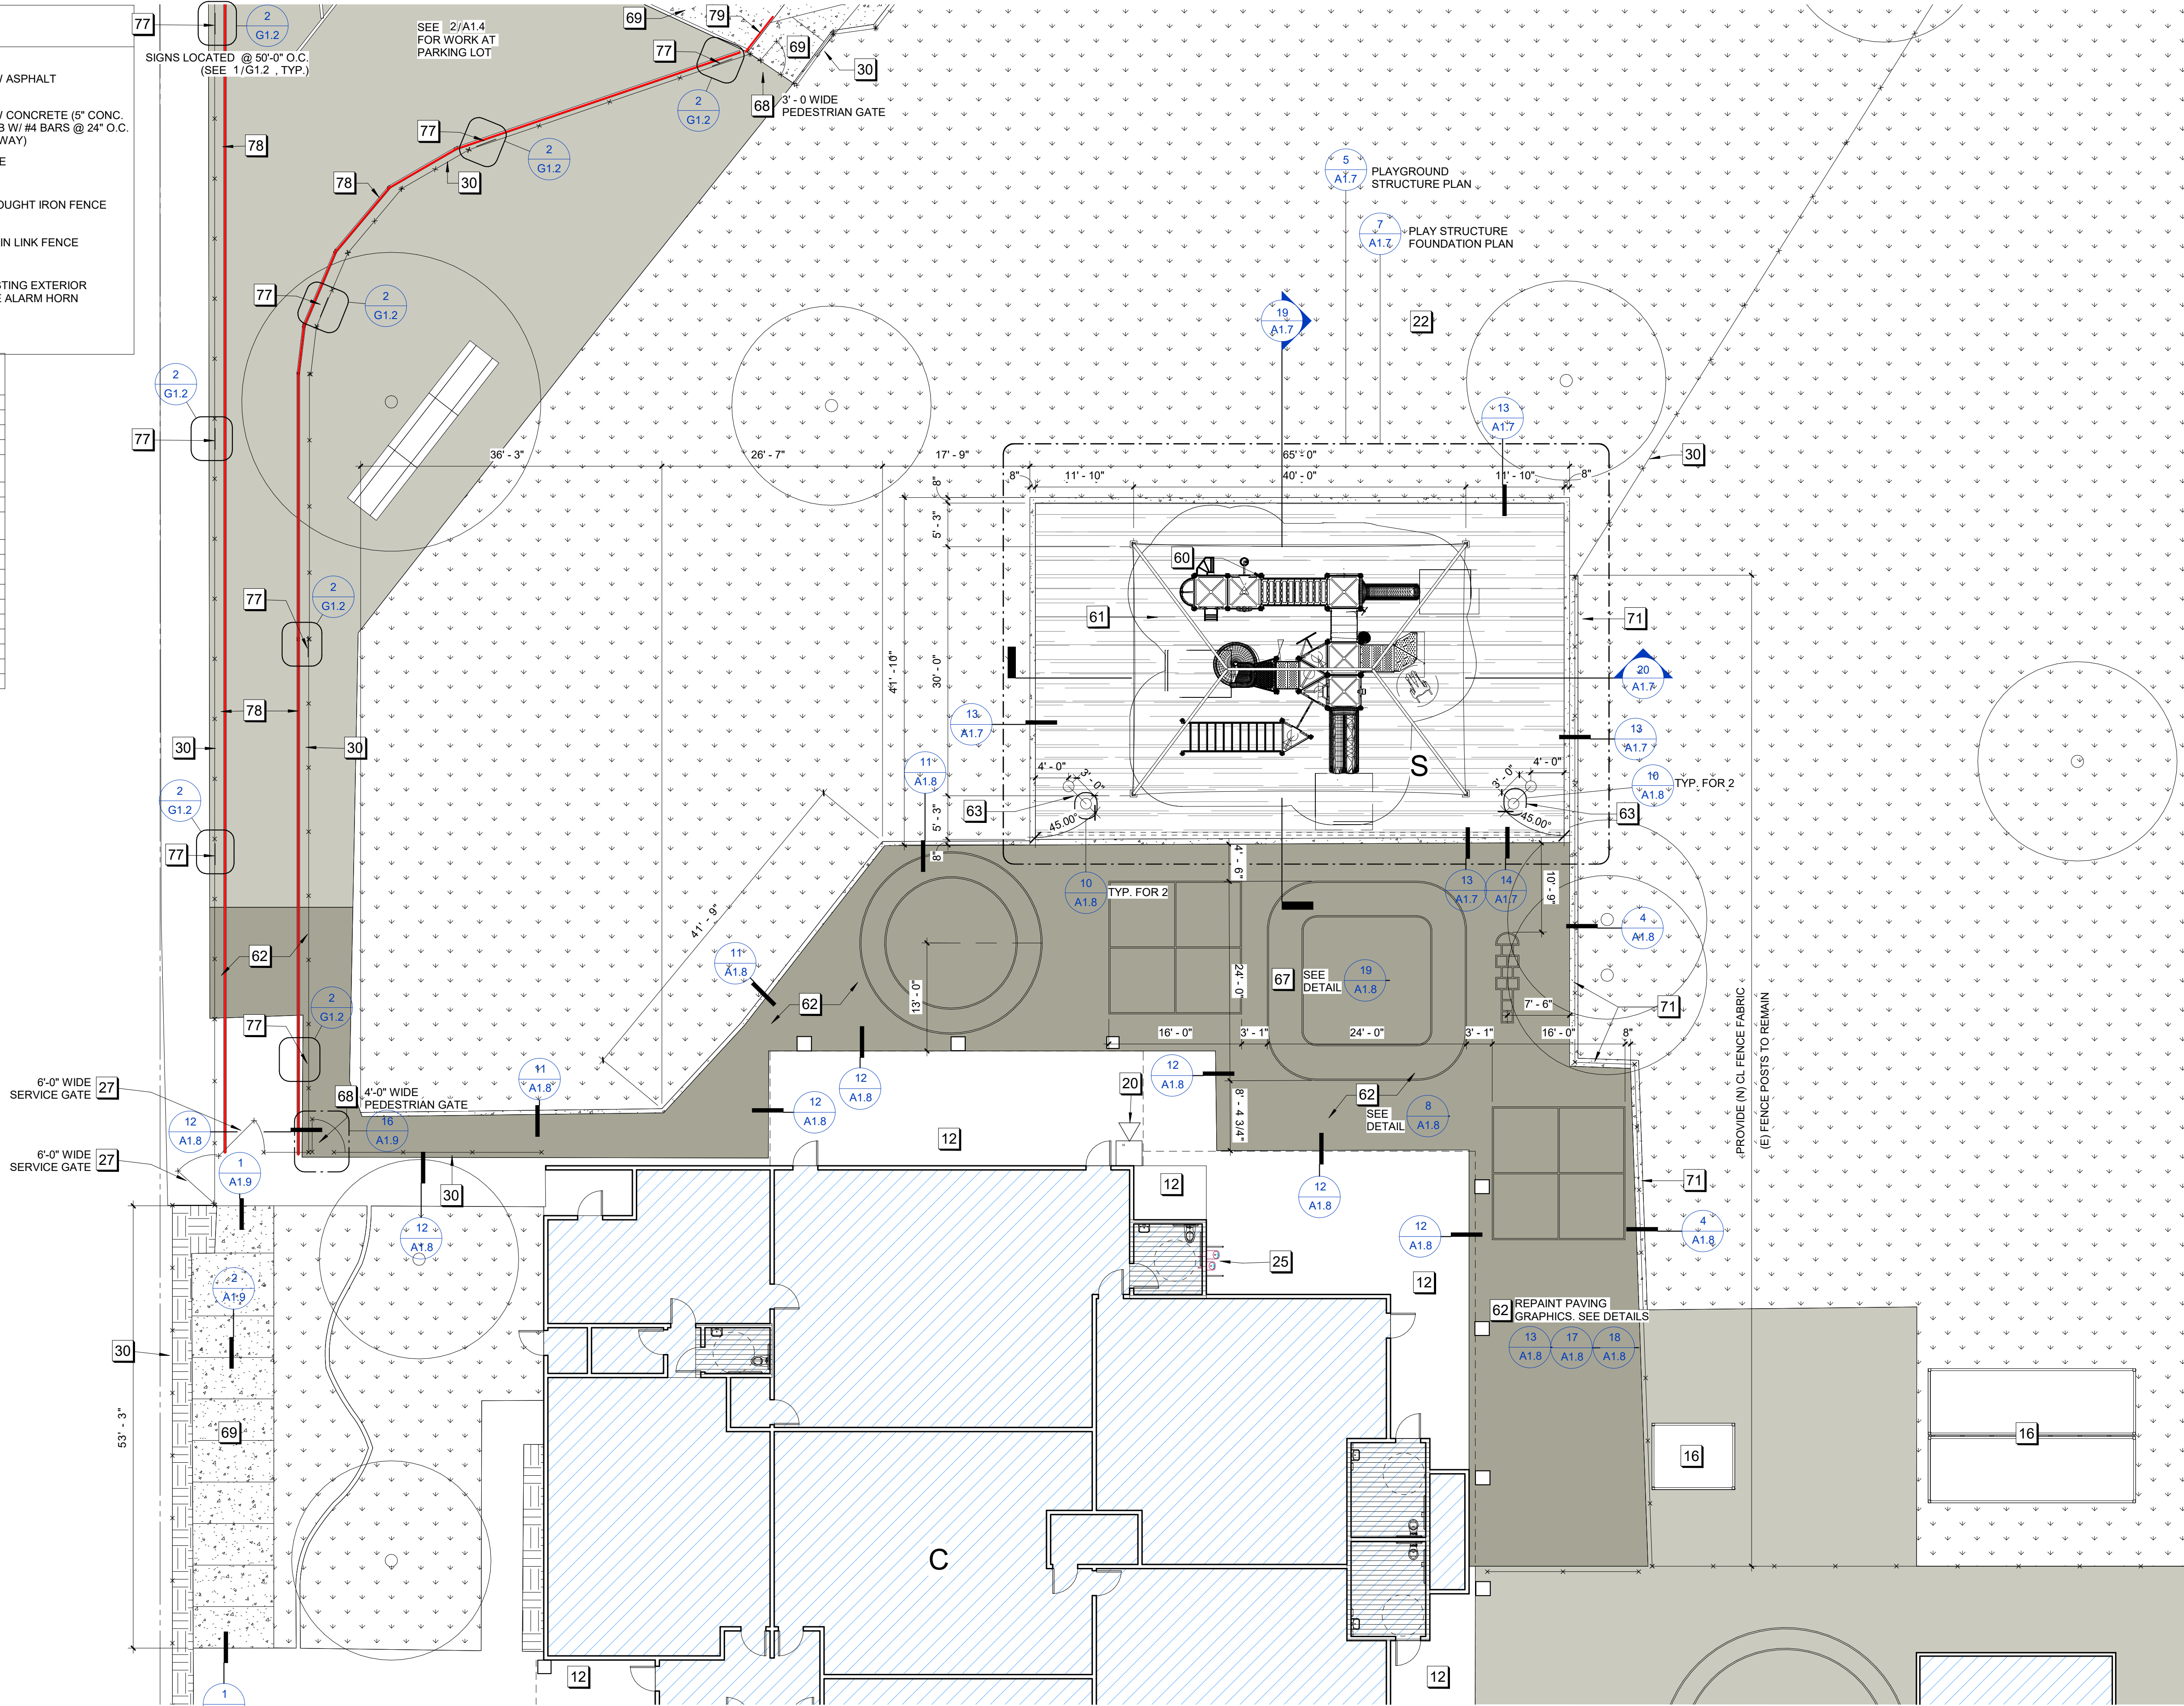 77
2
G1.2
SIGNS LOCATED @ 50'-0" O.C.
(SEE 1/G1.2 , TYP.)
SEE 2/A1.4
FOR WORK AT
PARKING LOT
69
79
77
69
30
68
3' - 0 WIDE
PEDESTRIAN GATE
2
G1.2
ASPHALT
CONCRETE (5" CONC.
B W/ #4 BARS @ 24" O.C.
WAY)
E
OUGHT IRON FENCE
IN LINK FENCE
STING EXTERIOR
E ALARM HORN
78
77
2
G1.2
78
30
77
2
G1.2
5
A1.7
PLAYGROUND
STRUCTURE PLAN
7
A1.7
PLAY STRUCTURE
FOUNDATION PLAN
19
A1.7
22
2
G1.2
77
13
A1.7
30
36' - 3"
26' - 7"
17' - 9"
65' - 0"
8"
11' - 10"
40' - 0"
11' - 10"
8"
8"
5' - 3"
41' - 10"
30' - 0"
5' - 3"
8"
60
61
71
77
2
G1.2
20
A1.7
78
30
30
13
A1.7
13
A1.7
11
A1.8
S
4' - 0"
3' - 0"
45.00°
63
4' - 0"
3' - 0"
45.00°
63
10
A1.8
TYP. FOR 2
2
G1.2
77
41' - 9"
4' - 6"
10
A1.8
TYP. FOR 2
13
A1.7
14
A1.7
10' - 9"
4
A1.8
62
11
A1.8
62
13' - 0"
24' - 0"
67
SEE
DETAIL
19
A1.8
7' - 6"
71
16' - 0"
3' - 1"
24' - 0"
3' - 1"
16' - 0"
8"
PROVIDE (N) CL FENCE FABRIC
(E) FENCE POSTS TO REMAIN
2
G1.2
77
6'-0" WIDE
SERVICE GATE
27
68
4'-0" WIDE
PEDESTRIAN GATE
11
A1.8
12
A1.8
12
A1.8
12
A1.8
20
62
SEE
DETAIL
8
A1.8
8' - 4 3/4"
12
A1.8
16
A1.9
12
6'-0" WIDE
SERVICE GATE
27
1
A1.9
30
12
12
A1.8
71
12
A1.8
12
A1.8
4
A1.8
25
12
2
A1.9
62
REPAINT PAVING
GRAPHICS. SEE DETAILS
13
A1.8
17
A1.8
18
A1.8
30
53' - 3"
69
16
16
C
12
12
1